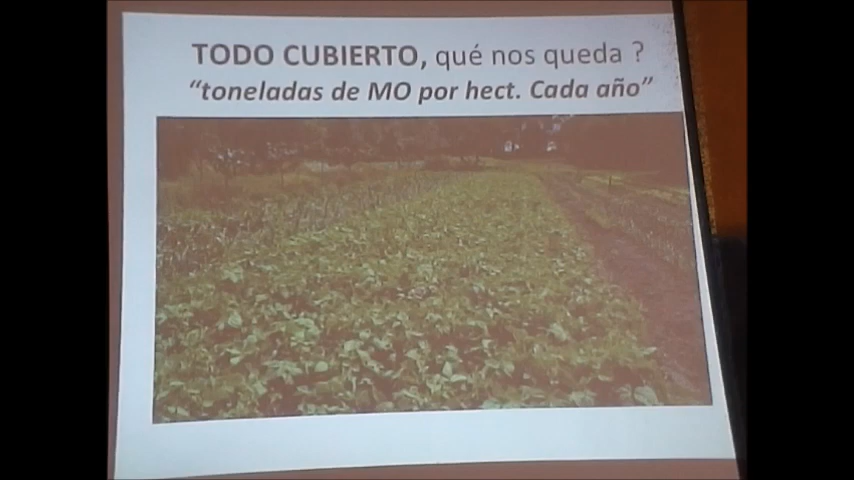 TODO CUBIERTO, qué nos queda ?
“toneladas de MO por hect. Cada año”